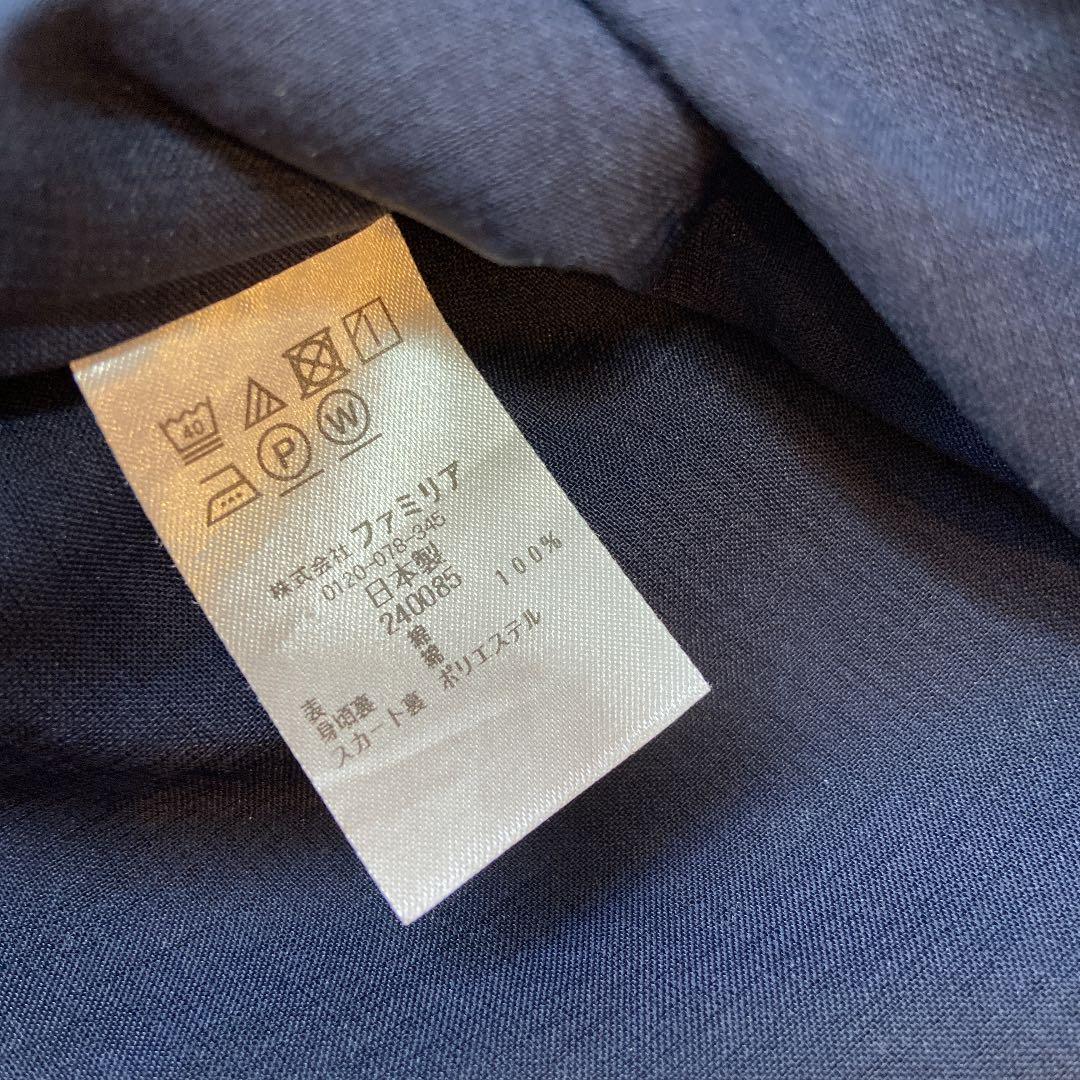 40
P W
株式会社 ファミリア
0120-078-345
日本製
240085
表 綿 100%
身頃裏 綿
スカート裏 ポリエステル